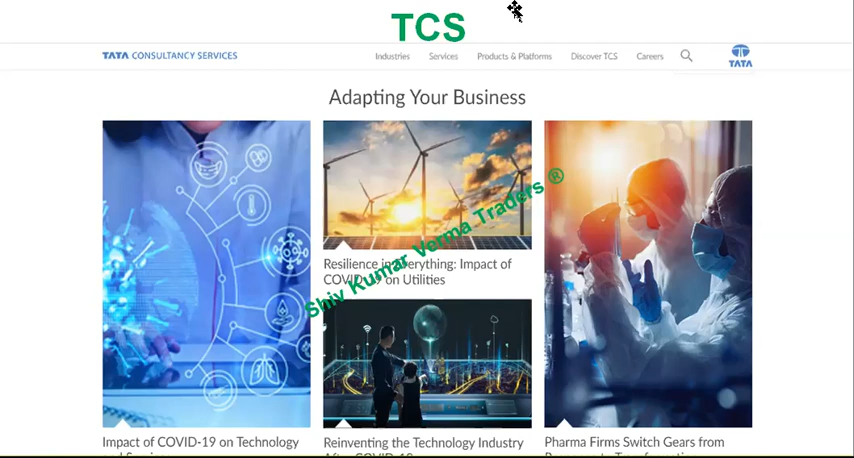 TCS
TATA CONSULTANCY SERVICES
Industries Services Products & Platforms Discover TCS Careers
TATA
Adapting Your Business
Shiv Kumar Verma Traders ®
Resilience in Everything: Impact of
COVID-19 on Utilities
Impact of COVID-19 on Technology
Reinventing the Technology Industry
Pharma Firms Switch Gears from